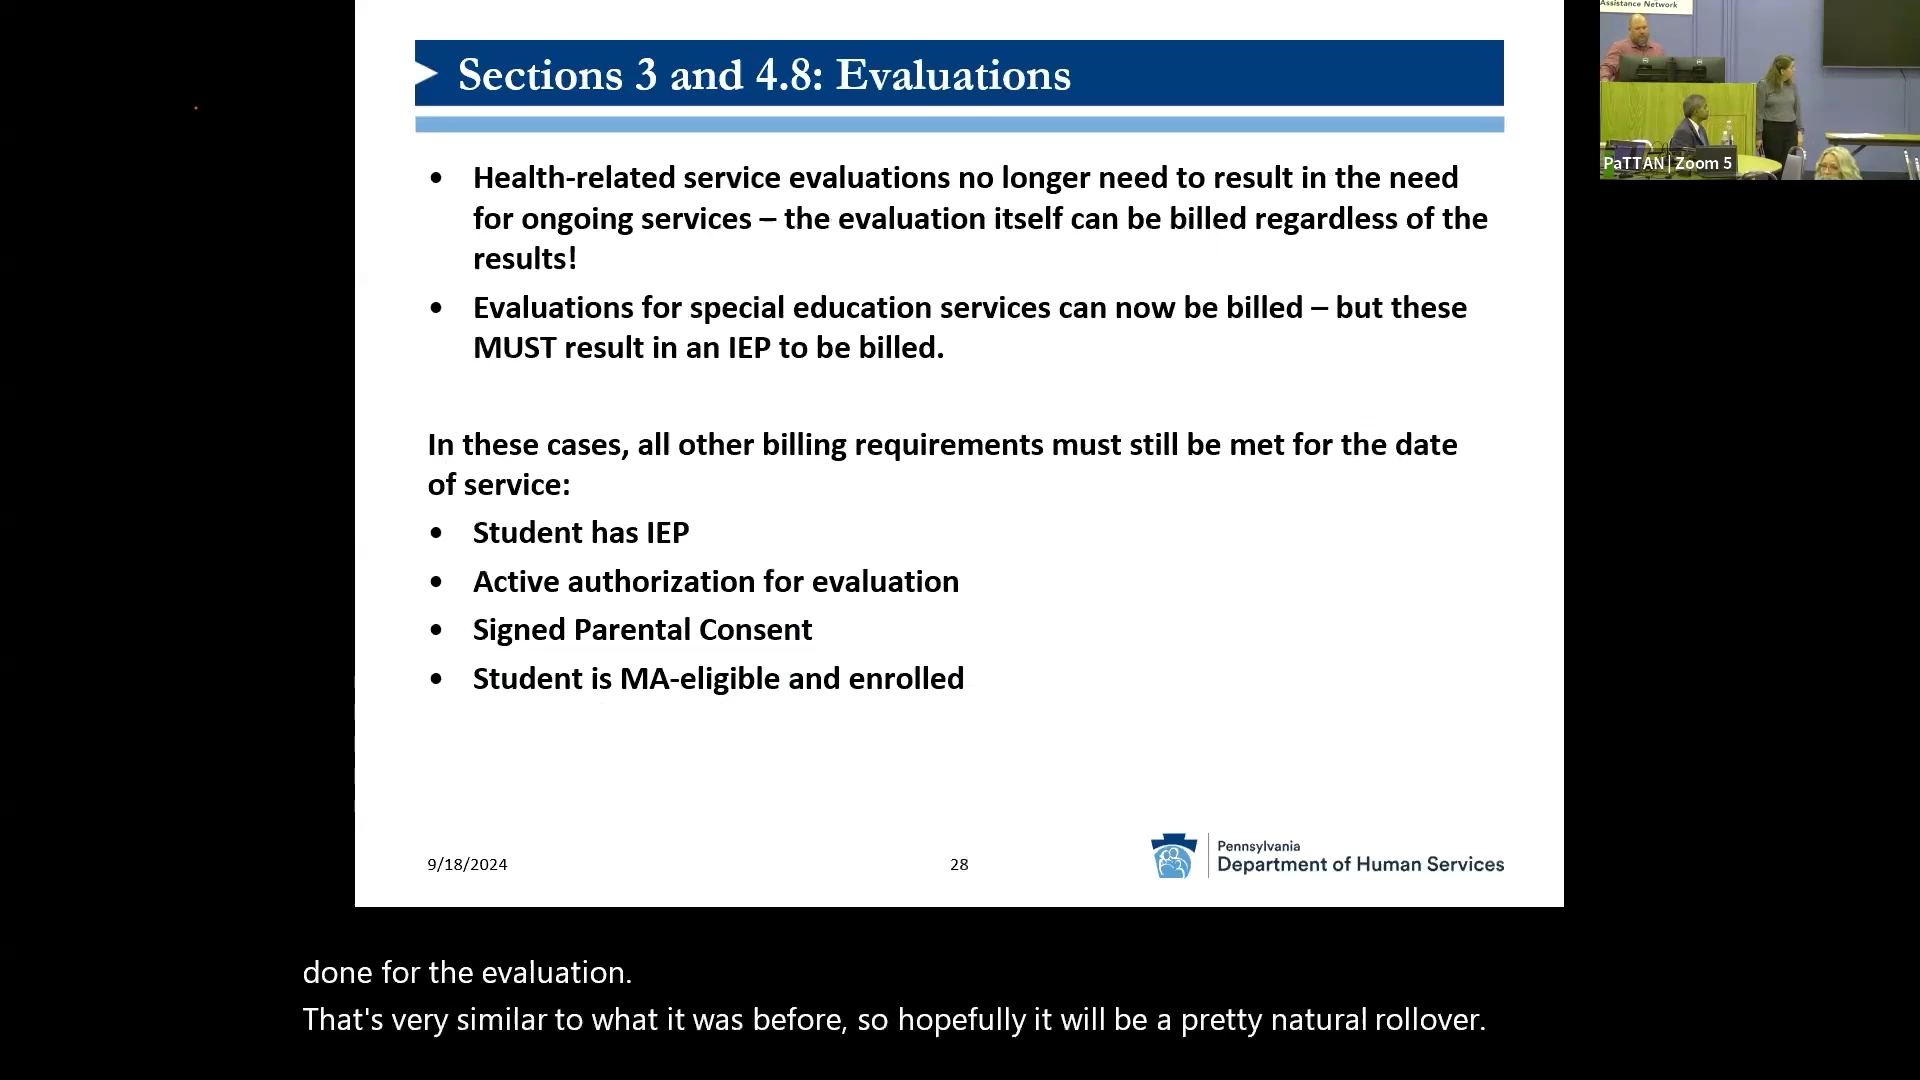 Assistance Network
Sections 3 and 4.8: Evaluations
• Health-related service evaluations no longer need to result in the need
for ongoing services – the evaluation itself can be billed regardless of the
results!
• Evaluations for special education services can now be billed – but these
MUST result in an IEP to be billed.
In these cases, all other billing requirements must still be met for the date
of service:
• Student has IEP
• Active authorization for evaluation
• Signed Parental Consent
• Student is MA-eligible and enrolled
PaTTAN | Zoom 5
9/18/2024
28
Pennsylvania
Department of Human Services
done for the evaluation.
That's very similar to what it was before, so hopefully it will be a pretty natural rollover.